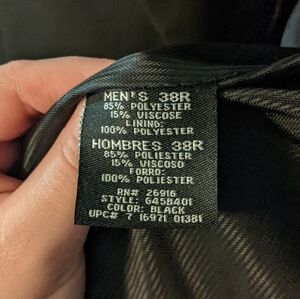 MEN'S 38R
85% POLYESTER
15% VISCOSE
LINING:
100% POLYESTER
HOMBRES 38R
85% POLIESTER
15% VISCOSO
FORRO:
100% POLIESTER
RN# 26916
STYLE: 645B401
COLOR: BLACK
UPC# 7 16971 01381